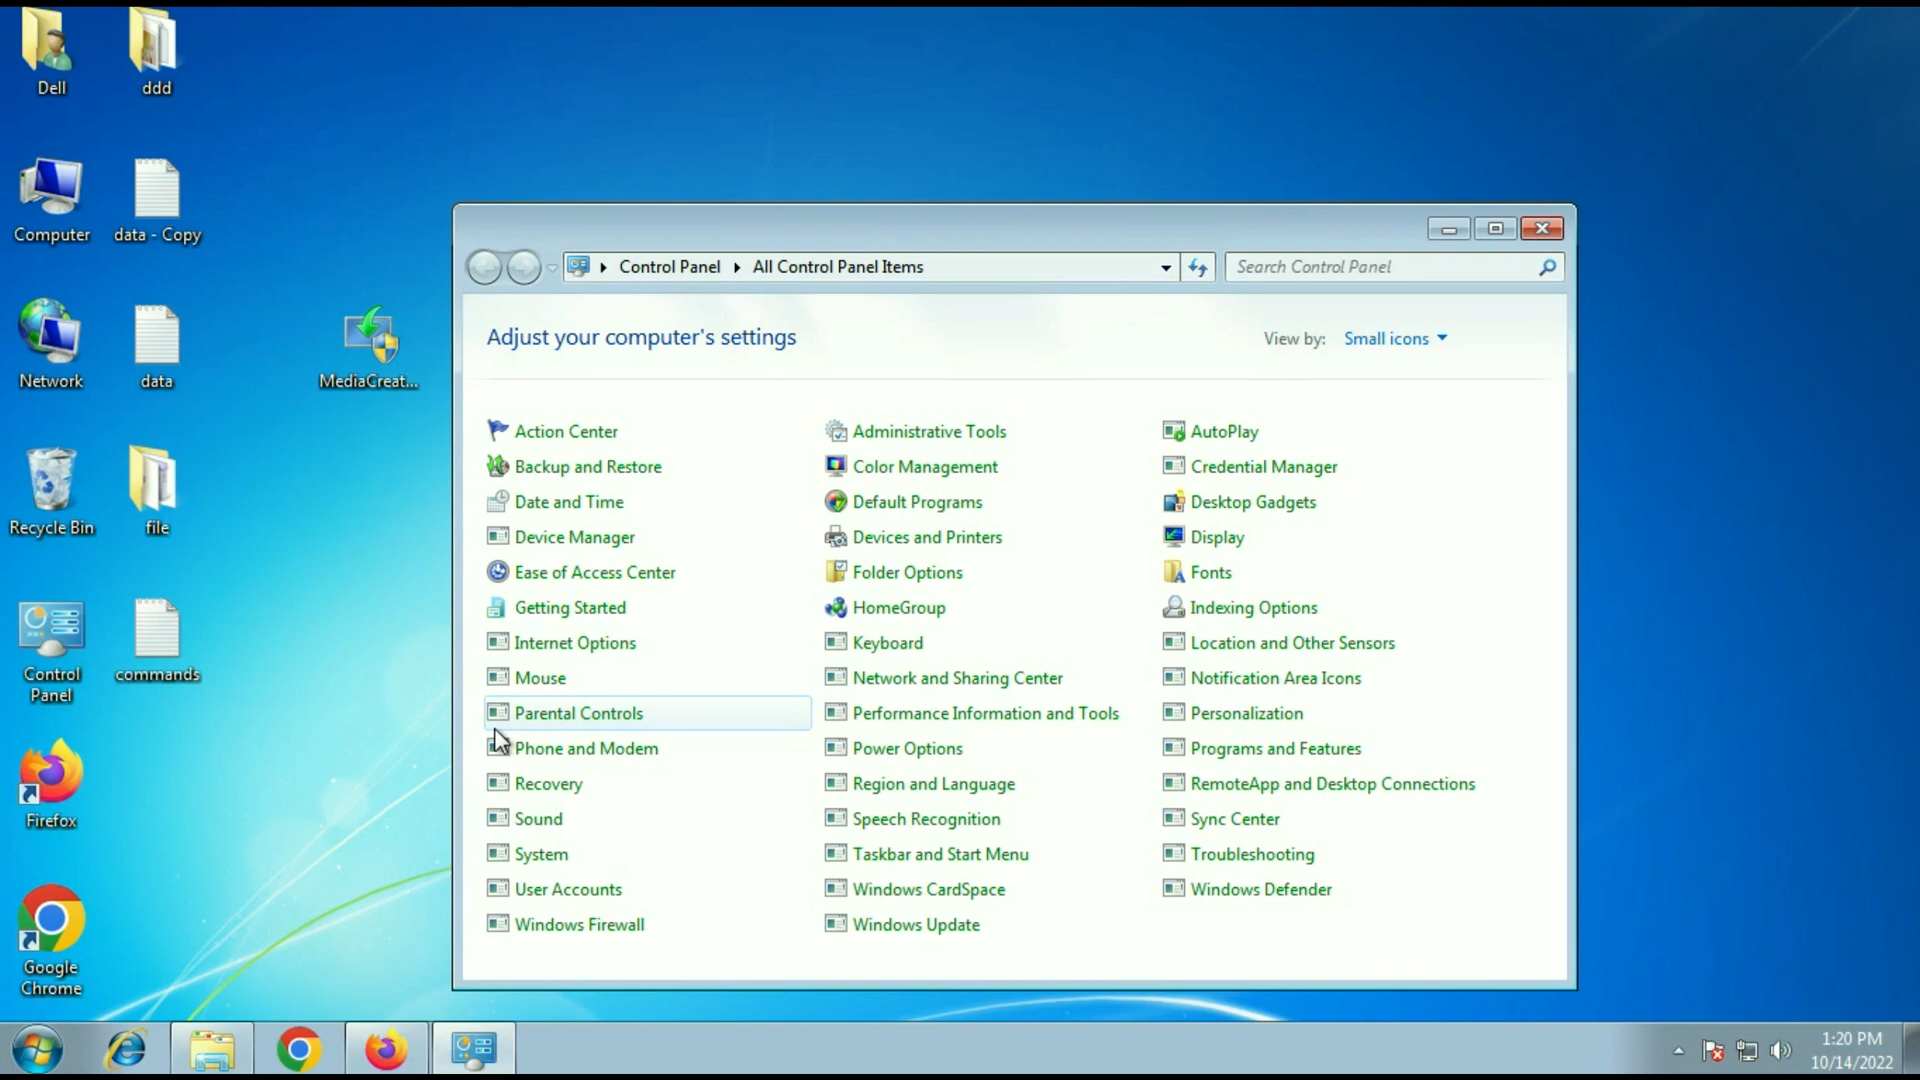 Dell
ddd
Computer
data - Copy
Network
data
MediaCreat...
Recycle Bin
file
Control
Panel
commands
Firefox
Google
Chrome
Control Panel
All Control Panel Items
Search Control Panel
Adjust your computer's settings
View by: Small icons
Action Center
Administrative Tools
AutoPlay
Backup and Restore
Color Management
Credential Manager
Date and Time
Default Programs
Desktop Gadgets
Device Manager
Devices and Printers
Display
Ease of Access Center
Folder Options
Fonts
Getting Started
HomeGroup
Indexing Options
Internet Options
Keyboard
Location and Other Sensors
Mouse
Network and Sharing Center
Notification Area Icons
Parental Controls
Performance Information and Tools
Personalization
Phone and Modem
Power Options
Programs and Features
Recovery
Region and Language
RemoteApp and Desktop Connections
Sound
Speech Recognition
Sync Center
System
Taskbar and Start Menu
Troubleshooting
User Accounts
Windows CardSpace
Windows Defender
Windows Firewall
Windows Update
1:20 PM
10/14/2022